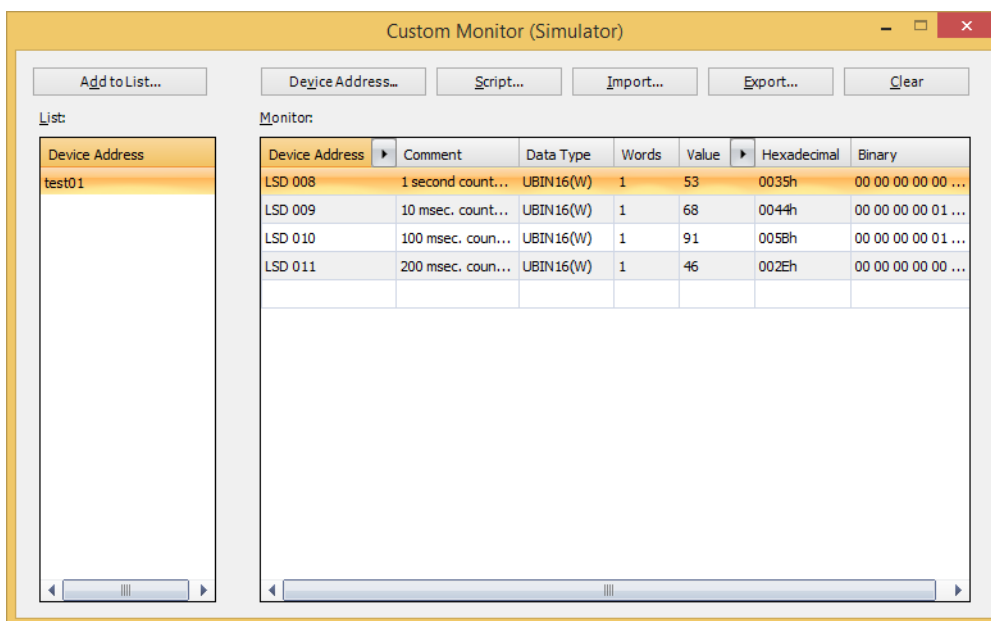 Custom Monitor (Simulator)
Add to List... Device Address... Script... Import... Export... Clear
List: Monitor:
Device Address Device Address Comment Data Type Words Value Hexadecimal Binary
test01 LSD 008 1 second count... UBIN16(W) 1 53 0035h 00 00 00 00 00 ...
LSD 009 10 msec. count... UBIN16(W) 1 68 0044h 00 00 00 00 01 ...
LSD 010 100 msec. coun... UBIN16(W) 1 91 005Bh 00 00 00 00 01 ...
LSD 011 200 msec. coun... UBIN16(W) 1 46 002Eh 00 00 00 00 00 ...